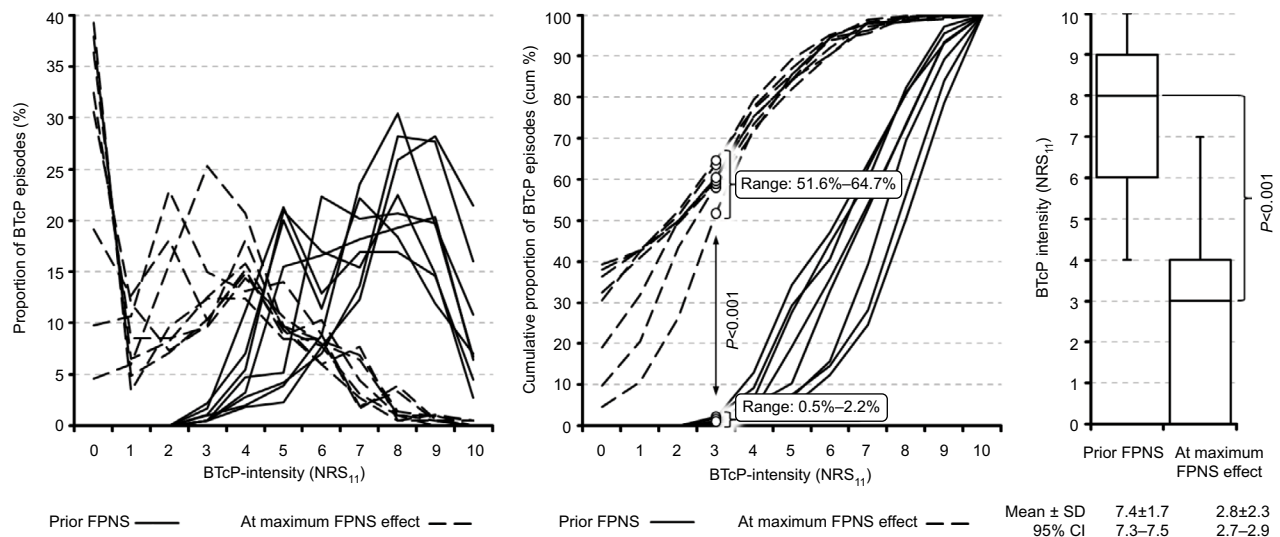 Proportion of BTcP episodes (%)
40
35
30
25
20
15
10
5
0
0 1 2 3 4 5 6 7 8 9 10
BTcP-intensity (NRS11)
Prior FPNS
At maximum FPNS effect
Cumulative proportion of BTcP episodes (cum %)
100
90
80
70
60
50
40
30
20
10
0
Range: 51.6%–64.7%
P<0.001
Range: 0.5%–2.2%
0 1 2 3 4 5 6 7 8 9 10
BTcP-intensity (NRS11)
Prior FPNS
At maximum FPNS effect
BTcP intensity (NRS11)
10
9
8
7
6
5
4
3
2
1
0
P<0.001
Prior FPNS
At maximum
FPNS effect
Mean ± SD 7.4±1.7 2.8±2.3
95% CI 7.3–7.5 2.7–2.9